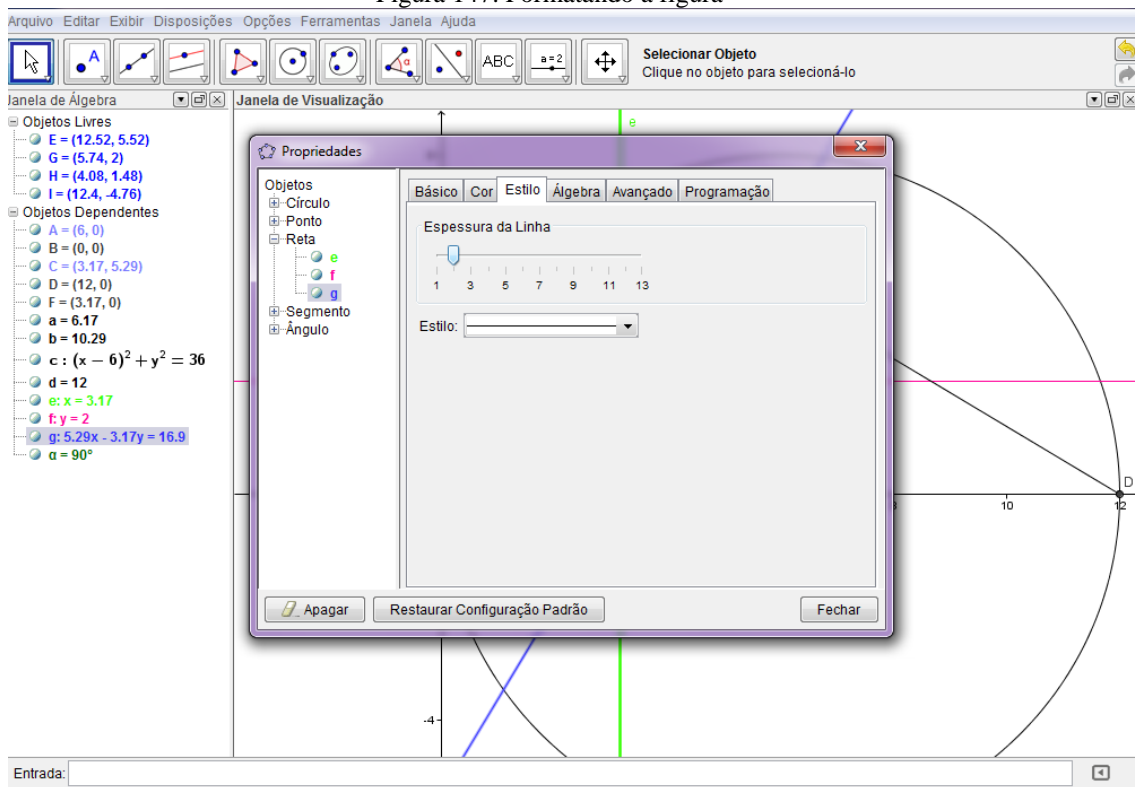 Figura 147: Formatando a figura
Arquivo Editar Exibir Disposições Opções Ferramentas Janela Ajuda
A
α
ABC
a=2
Selecionar Objeto
Clique no objeto para selecioná-lo
Janela de Álgebra
Janela de Visualização
Objetos Livres
E = (12.52, 5.52)
G = (5.74, 2)
H = (4.08, 1.48)
I = (12.4, -4.76)
Objetos Dependentes
A = (6, 0)
B = (0, 0)
C = (3.17, 5.29)
D = (12, 0)
F = (3.17, 0)
a = 6.17
b = 10.29
c : (x − 6)² + y² = 36
d = 12
e: x = 3.17
f: y = 2
g: 5.29x - 3.17y = 16.9
α = 90°
e
Propriedades
Objetos
Círculo
Ponto
Reta
e
f
g
Segmento
Ângulo
Básico Cor Estilo Álgebra Avançado Programação
Espessura da Linha
1 3 5 7 9 11 13
Estilo:
Apagar
Restaurar Configuração Padrão
Fechar
D
10 12
-4
Entrada: